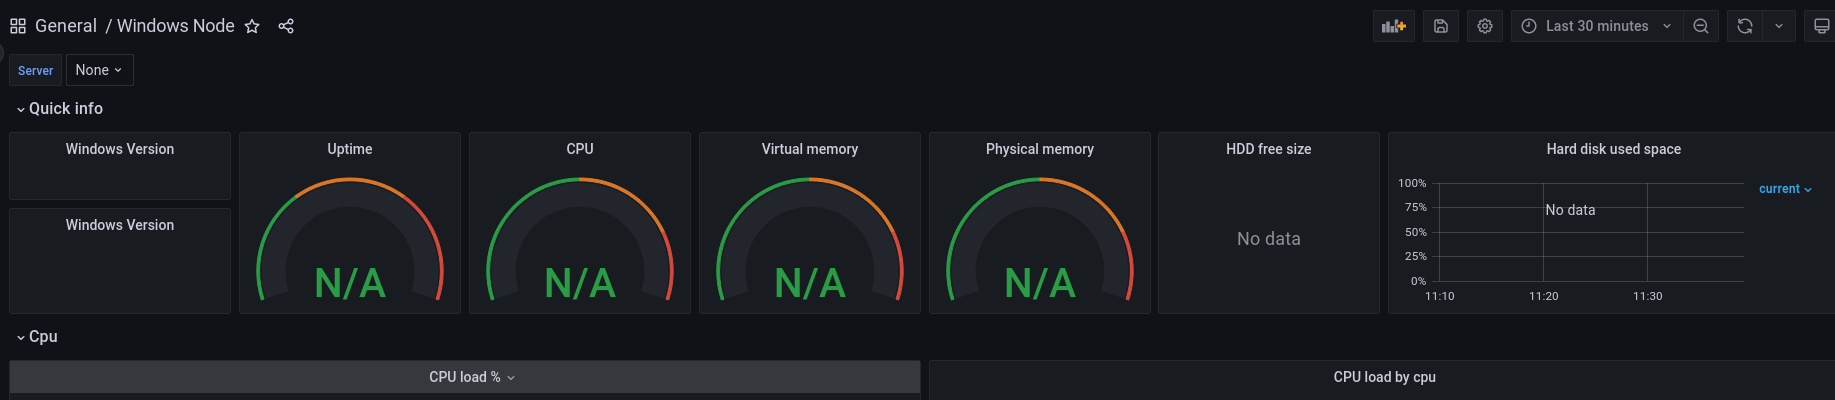 General / Windows Node
Last 30 minutes
Server
None
Quick info
Windows Version
Windows Version
Uptime
N/A
CPU
N/A
Virtual memory
N/A
Physical memory
N/A
HDD free size
No data
Hard disk used space
100%
75%
50%
25%
0%
No data
11:10
11:20
11:30
current
Cpu
CPU load %
CPU load by cpu